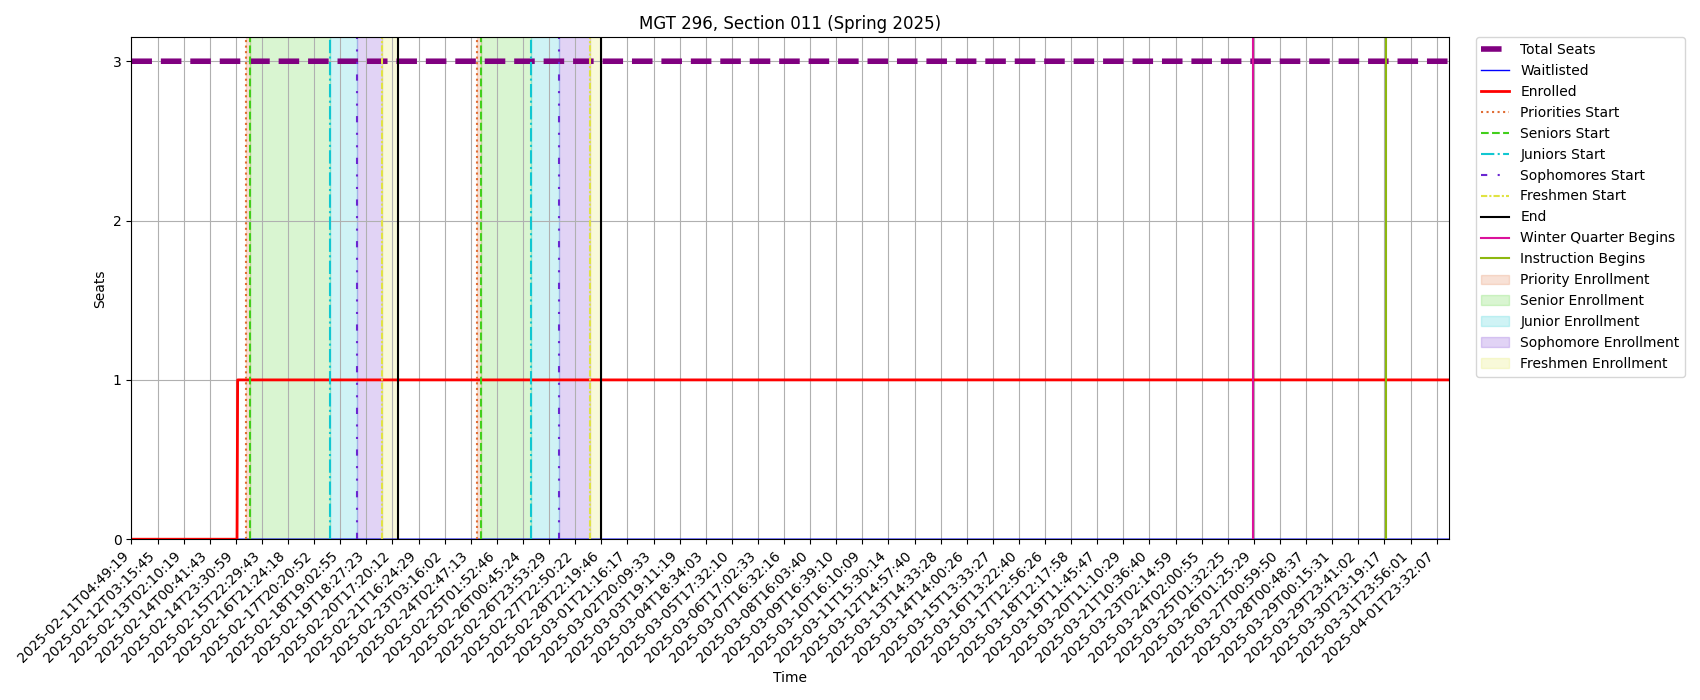 MGT 296, Section 011 (Spring 2025)
3
2
1
0
Seats
2025-02-11T04:49:19
2025-02-12T03:15:45
2025-02-13T02:10:19
2025-02-14T00:41:43
2025-02-14T23:30:59
2025-02-15T22:29:43
2025-02-16T21:24:18
2025-02-17T20:20:52
2025-02-18T19:02:55
2025-02-19T18:27:23
2025-02-20T17:20:12
2025-02-21T16:24:29
2025-02-23T03:16:02
2025-02-24T02:47:13
2025-02-25T01:52:46
2025-02-26T00:45:24
2025-02-26T23:53:29
2025-02-27T22:50:22
2025-02-28T22:19:46
2025-03-01T21:16:17
2025-03-02T20:09:33
2025-03-03T19:11:19
2025-03-04T18:34:03
2025-03-05T17:32:10
2025-03-06T17:02:33
2025-03-07T16:32:16
2025-03-08T16:03:40
2025-03-09T16:39:10
2025-03-10T16:10:09
2025-03-11T15:30:14
2025-03-12T14:57:40
2025-03-13T14:33:28
2025-03-14T14:00:26
2025-03-15T13:33:27
2025-03-16T13:22:40
2025-03-17T12:56:26
2025-03-18T12:17:58
2025-03-19T11:45:47
2025-03-20T11:10:29
2025-03-21T10:36:40
2025-03-23T02:14:59
2025-03-24T02:00:55
2025-03-25T01:32:25
2025-03-26T01:25:29
2025-03-27T00:59:50
2025-03-28T00:48:37
2025-03-29T00:15:31
2025-03-29T23:41:02
2025-03-30T23:19:17
2025-03-31T23:56:01
2025-04-01T23:32:07
Time
Total Seats
Waitlisted
Enrolled
Priorities Start
Seniors Start
Juniors Start
Sophomores Start
Freshmen Start
End
Winter Quarter Begins
Instruction Begins
Priority Enrollment
Senior Enrollment
Junior Enrollment
Sophomore Enrollment
Freshmen Enrollment